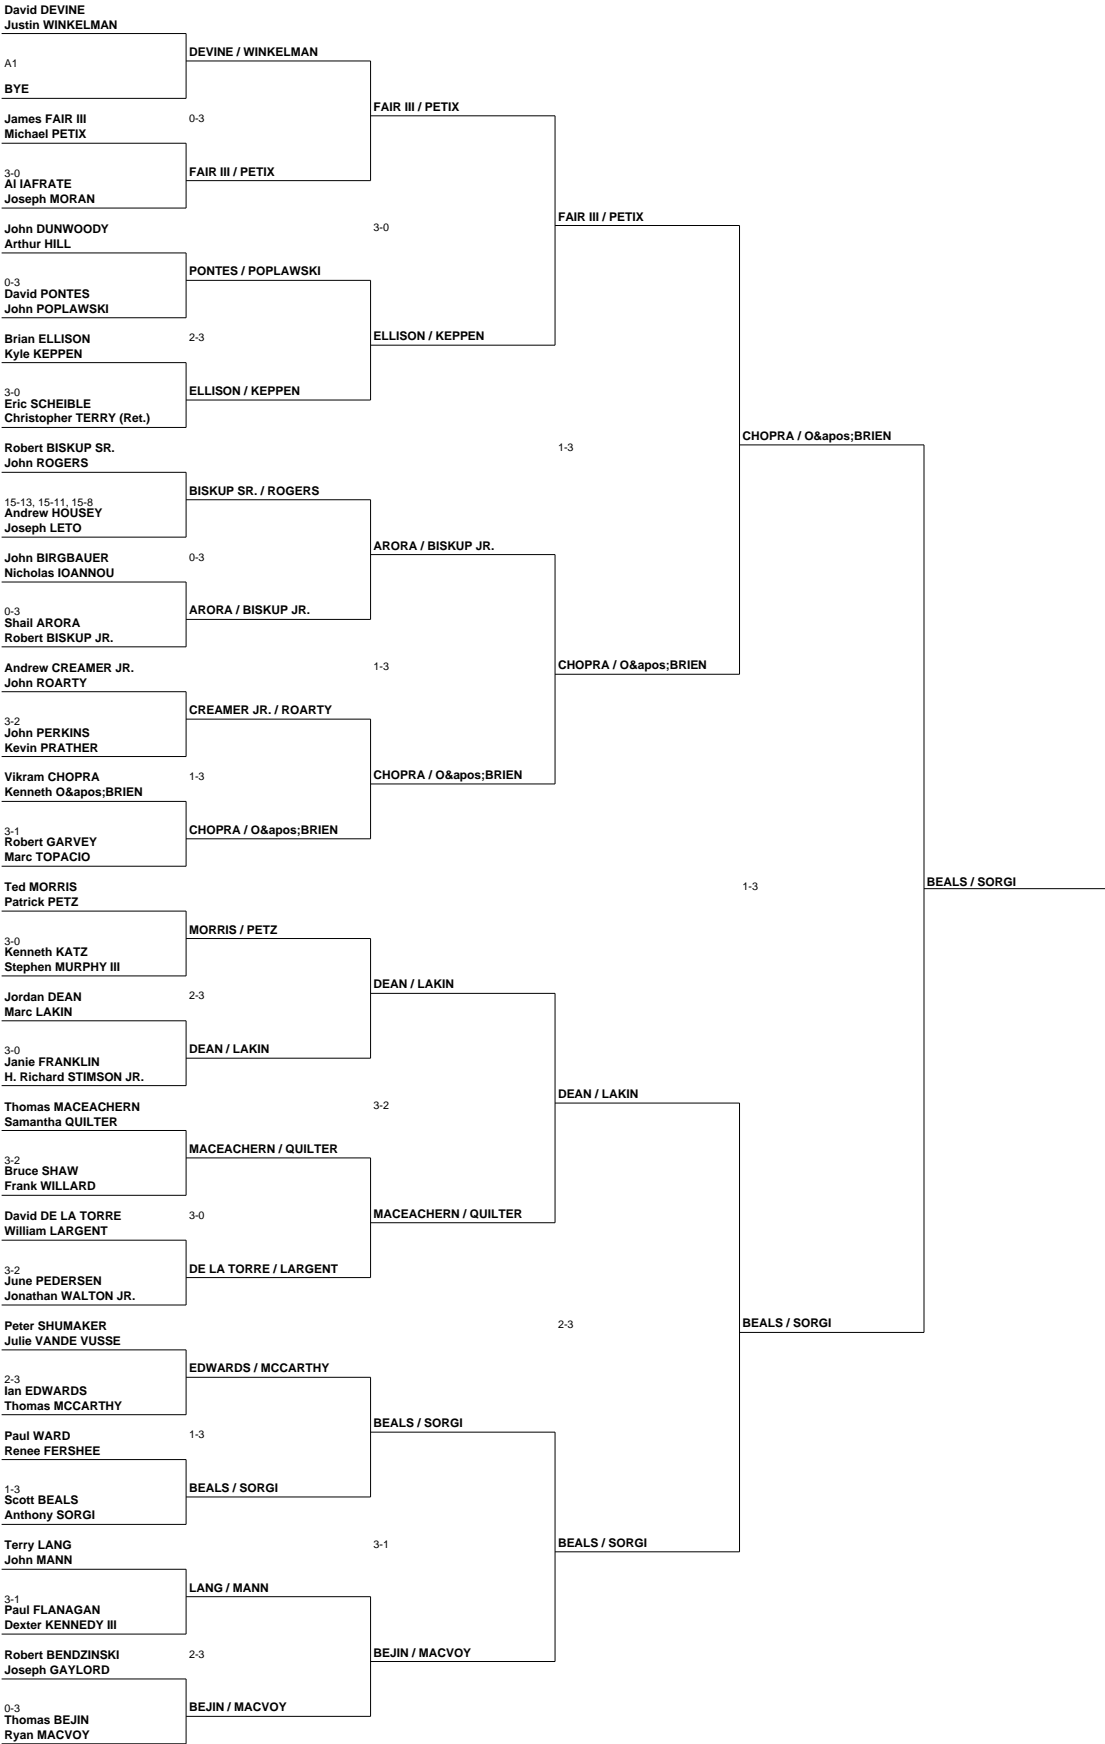 David DEVINE
Justin WINKELMAN
DEVINE / WINKELMAN
A1
BYE
FAIR III / PETIX
James FAIR III
0-3
Michael PETIX
3-0
FAIR III / PETIX
Al IAFRATE
Joseph MORAN
FAIR III / PETIX
John DUNWOODY
3-0
Arthur HILL
PONTES / POPLAWSKI
0-3
David PONTES
John POPLAWSKI
Brian ELLISON
2-3
ELLISON / KEPPEN
Kyle KEPPEN
3-0
ELLISON / KEPPEN
Eric SCHEIBLE
Christopher TERRY (Ret.)
CHOPRA / O&apos;BRIEN
Robert BISKUP SR.
1-3
John ROGERS
BISKUP SR. / ROGERS
15-13, 15-11, 15-8
Andrew HOUSEY
Joseph LETO
ARORA / BISKUP JR.
John BIRGBAUER
0-3
Nicholas IOANNOU
0-3
ARORA / BISKUP JR.
Shail ARORA
Robert BISKUP JR.
Andrew CREAMER JR.
1-3
CHOPRA / O&apos;BRIEN
John ROARTY
CREAMER JR. / ROARTY
3-2
John PERKINS
Kevin PRATHER
Vikram CHOPRA
1-3
CHOPRA / O&apos;BRIEN
Kenneth O&apos;BRIEN
3-1
CHOPRA / O&apos;BRIEN
Robert GARVEY
Marc TOPACIO
Ted MORRIS
1-3
BEALS / SORGI
Patrick PETZ
MORRIS / PETZ
3-0
Kenneth KATZ
Stephen MURPHY III
DEAN / LAKIN
Jordan DEAN
2-3
Marc LAKIN
3-0
DEAN / LAKIN
Janie FRANKLIN
H. Richard STIMSON JR.
DEAN / LAKIN
Thomas MACEACHERN
3-2
Samantha QUILTER
MACEACHERN / QUILTER
3-2
Bruce SHAW
Frank WILLARD
David DE LA TORRE
3-0
MACEACHERN / QUILTER
William LARGENT
3-2
DE LA TORRE / LARGENT
June PEDERSEN
Jonathan WALTON JR.
Peter SHUMAKER
2-3
BEALS / SORGI
Julie VANDE VUSSE
EDWARDS / MCCARTHY
2-3
Ian EDWARDS
Thomas MCCARTHY
BEALS / SORGI
Paul WARD
1-3
Renee FERSHEE
1-3
BEALS / SORGI
Scott BEALS
Anthony SORGI
Terry LANG
3-1
BEALS / SORGI
John MANN
LANG / MANN
3-1
Paul FLANAGAN
Dexter KENNEDY III
Robert BENDZINSKI
2-3
BEJIN / MACVOY
Joseph GAYLORD
0-3
BEJIN / MACVOY
Thomas BEJIN
Ryan MACVOY